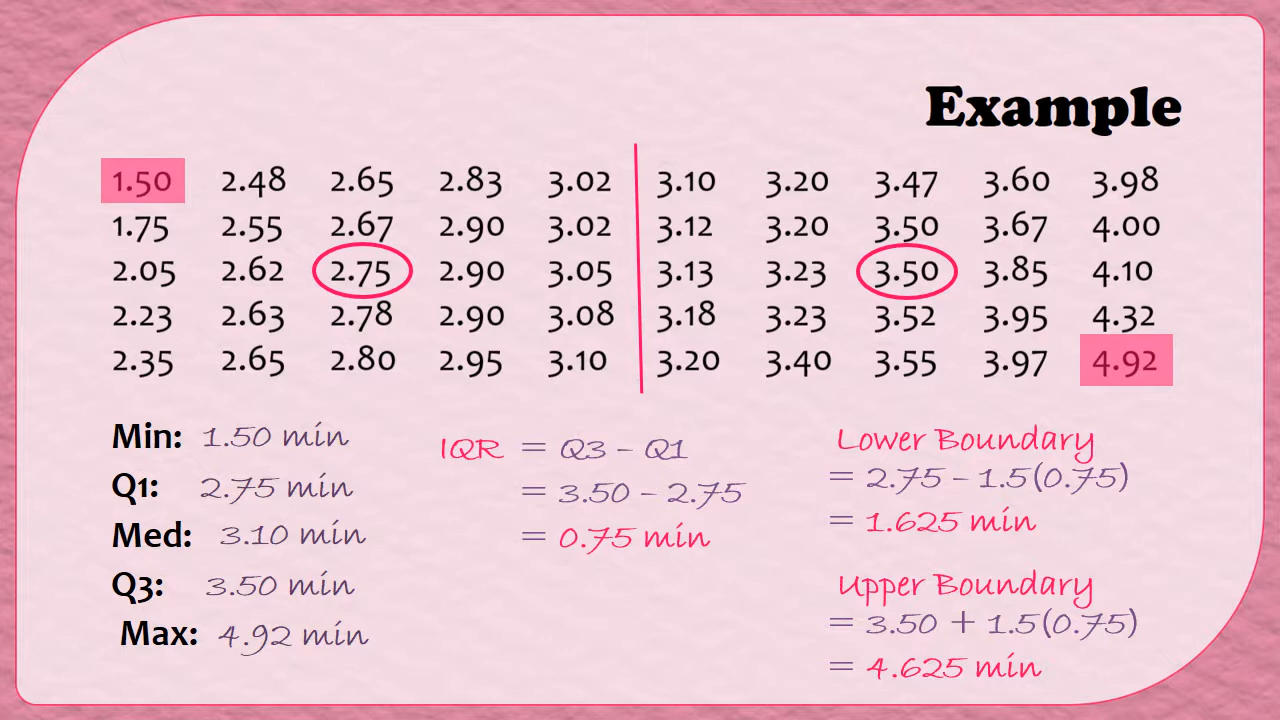 Example
1.50 2.48 2.65 2.83 3.02 3.10 3.20 3.47 3.60 3.98
1.75 2.55 2.67 2.90 3.02 3.12 3.20 3.50 3.67 4.00
2.05 2.62 2.75 2.90 3.05 3.13 3.23 3.50 3.85 4.10
2.23 2.63 2.78 2.90 3.08 3.18 3.23 3.52 3.95 4.32
2.35 2.65 2.80 2.95 3.10 3.20 3.40 3.55 3.97 4.92
Min: 1.50 min
Q1: 2.75 min
Med: 3.10 min
Q3: 3.50 min
Max: 4.92 min
IQR = Q3 – Q1
= 3.50 – 2.75
= 0.75 min
Lower Boundary
= 2.75 – 1.5(0.75)
= 1.625 min
Upper Boundary
= 3.50 + 1.5(0.75)
= 4.625 min